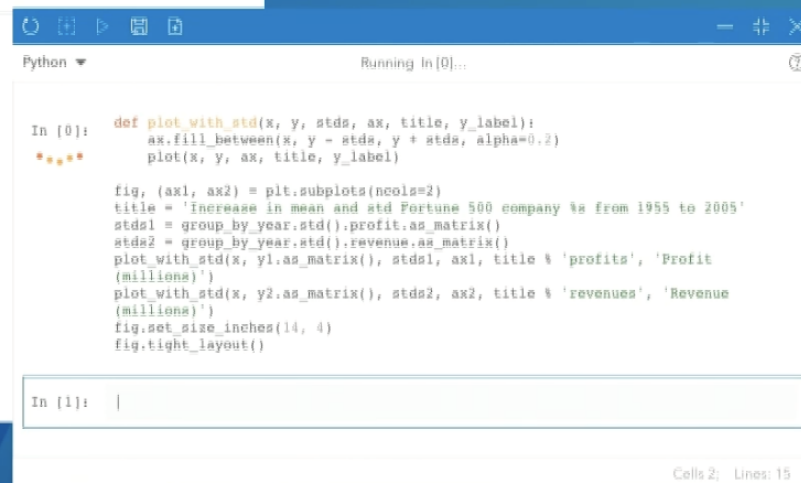 Python
Running In[0]...
In [0]:
def plot_with_std(x, y, stds, ax, title, y_label):
    ax.fill_between(x, y - stds, y + stds, alpha=0.2)
    plot(x, y, ax, title, y_label)
fig, (ax1, ax2) = plt.subplots(ncols=2)
title = 'Increase in mean and std Fortune 500 company %s from 1955 to 2005'
stds1 = group_by_year.std().profit.as_matrix()
stds2 = group_by_year.std().revenue.as_matrix()
plot_with_std(x, y1.as_matrix(), stds1, ax1, title % 'profits', 'Profit
(millions)')
plot_with_std(x, y2.as_matrix(), stds2, ax2, title % 'revenues', 'Revenue
(millions)')
fig.set_size_inches(14, 4)
fig.tight_layout()
In [1]:
Cells 2; Lines: 15